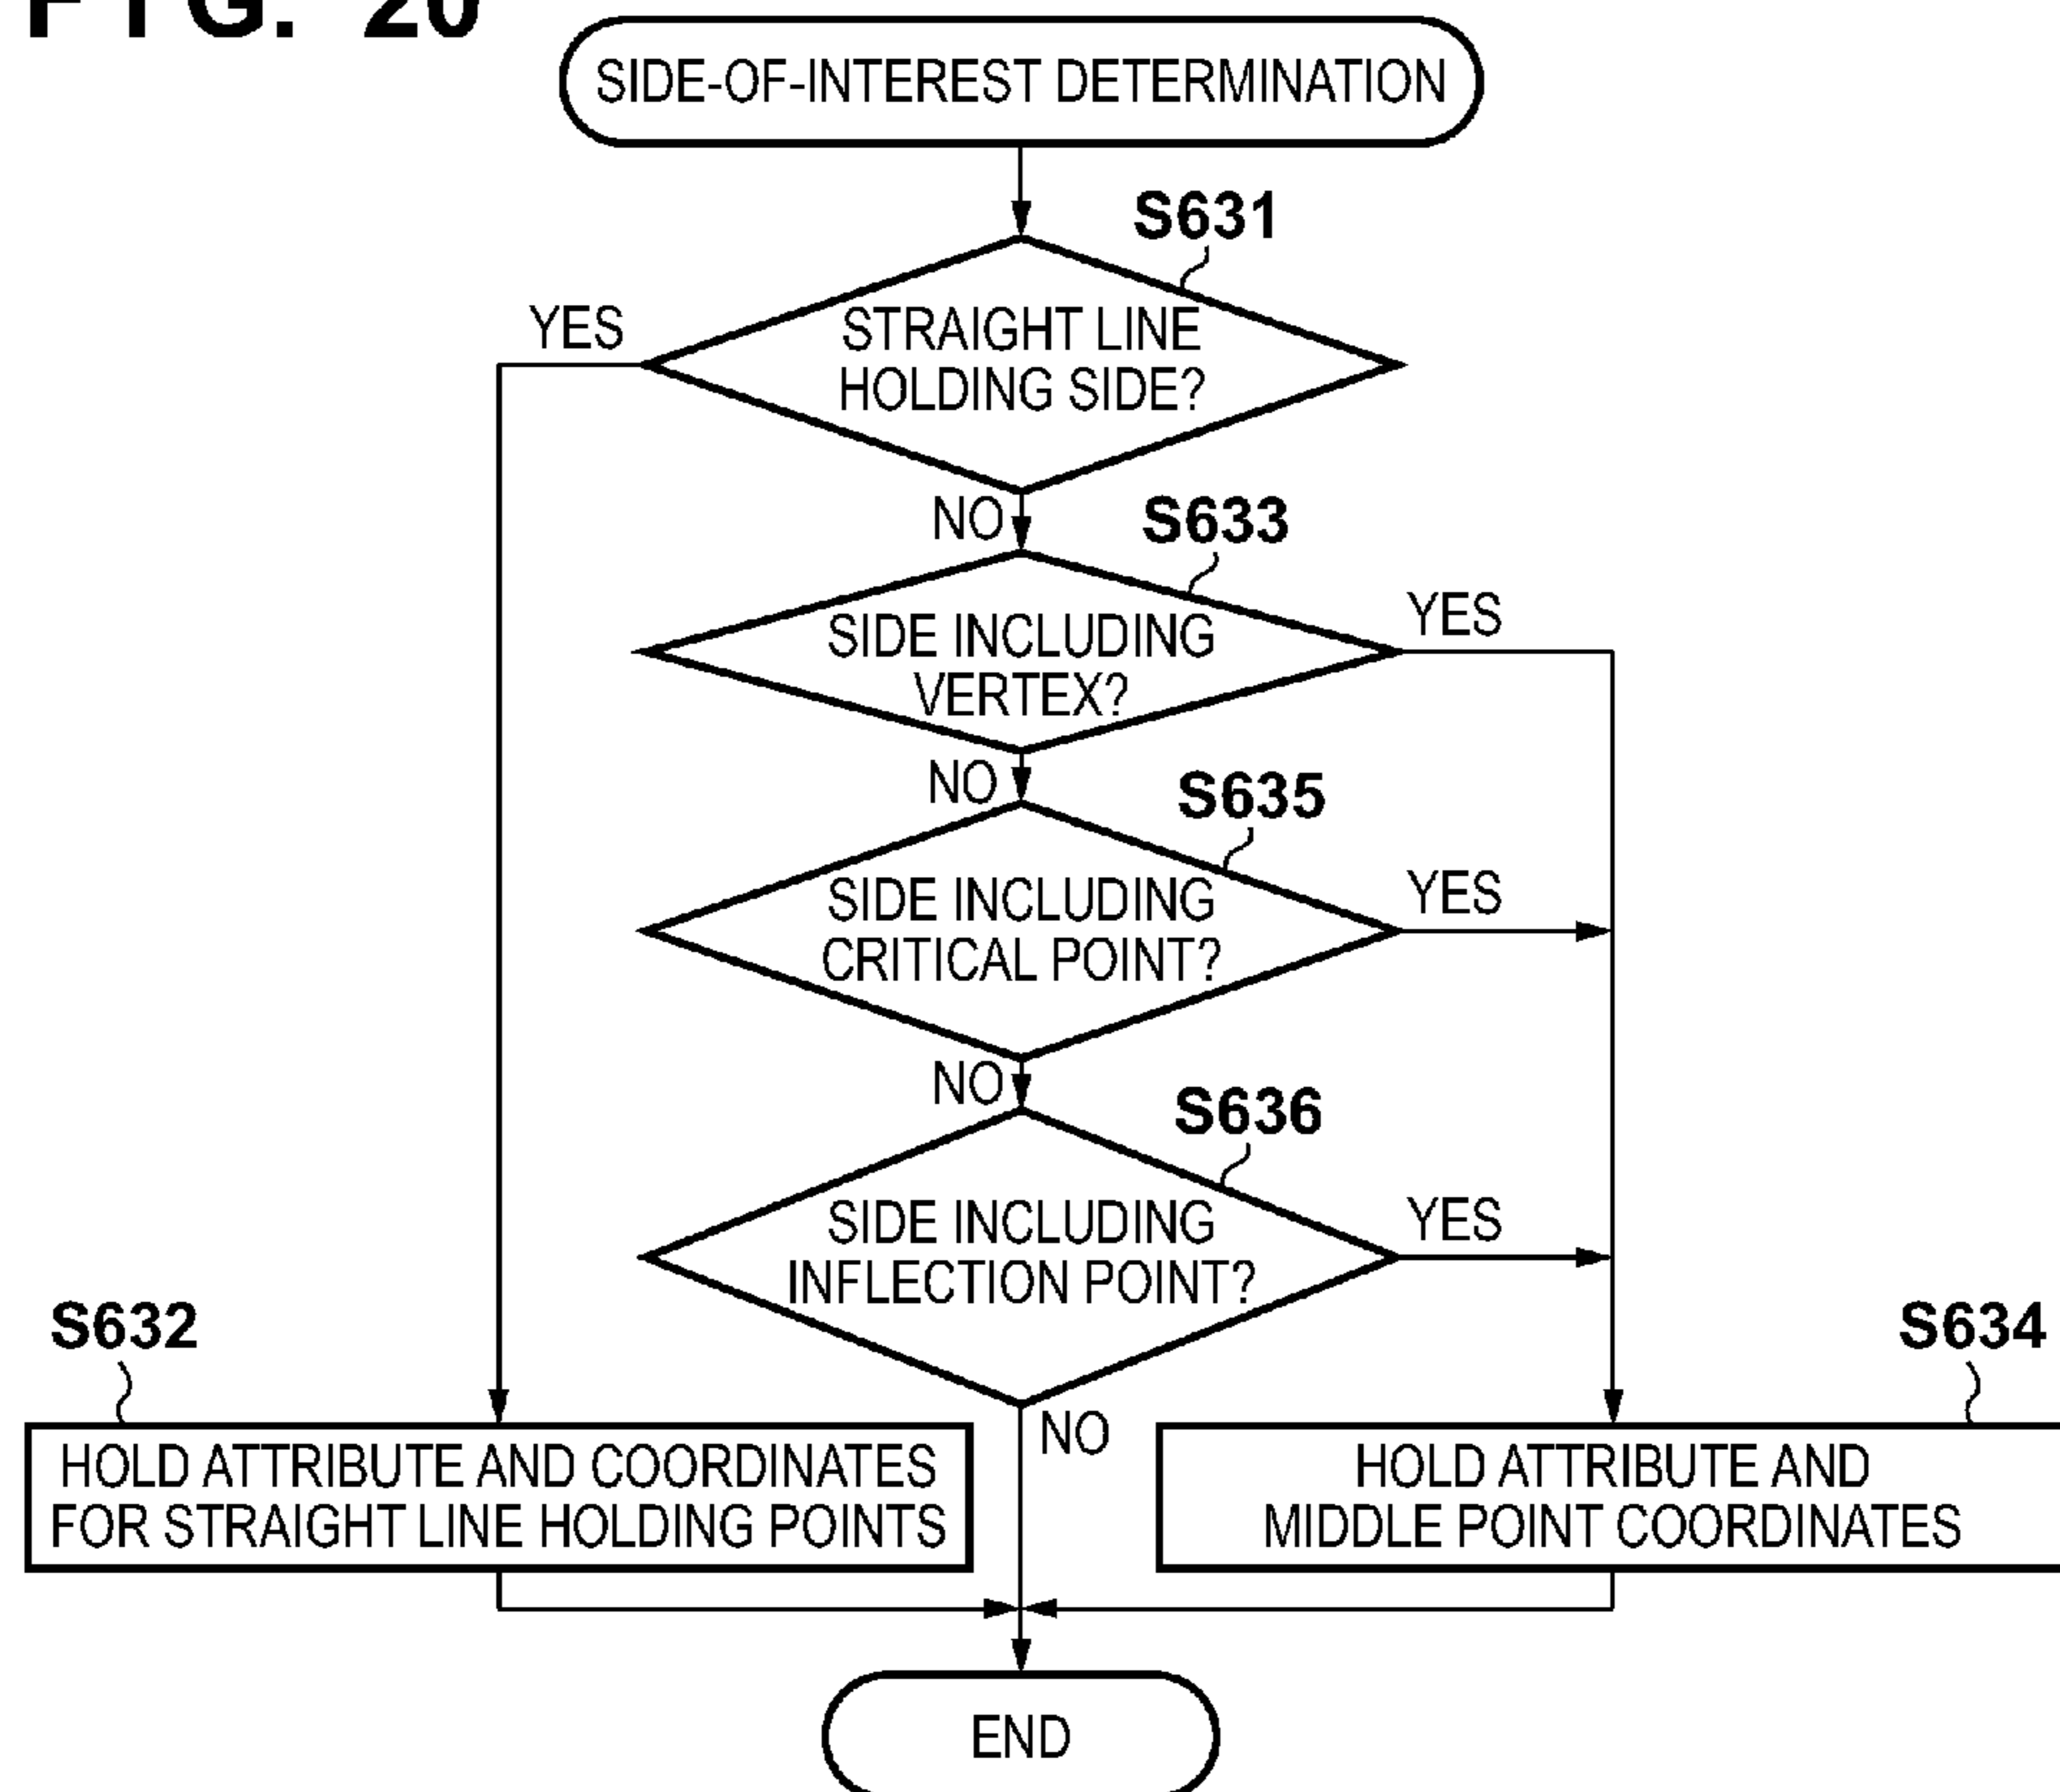 FIG. 20
SIDE-OF-INTEREST DETERMINATION
S631
YES
STRAIGHT LINE
HOLDING SIDE?
NO
S633
SIDE INCLUDING
VERTEX?
YES
NO
S635
SIDE INCLUDING
CRITICAL POINT?
YES
NO
S636
SIDE INCLUDING
INFLECTION POINT?
YES
NO
S632
HOLD ATTRIBUTE AND COORDINATES
FOR STRAIGHT LINE HOLDING POINTS
S634
HOLD ATTRIBUTE AND
MIDDLE POINT COORDINATES
END